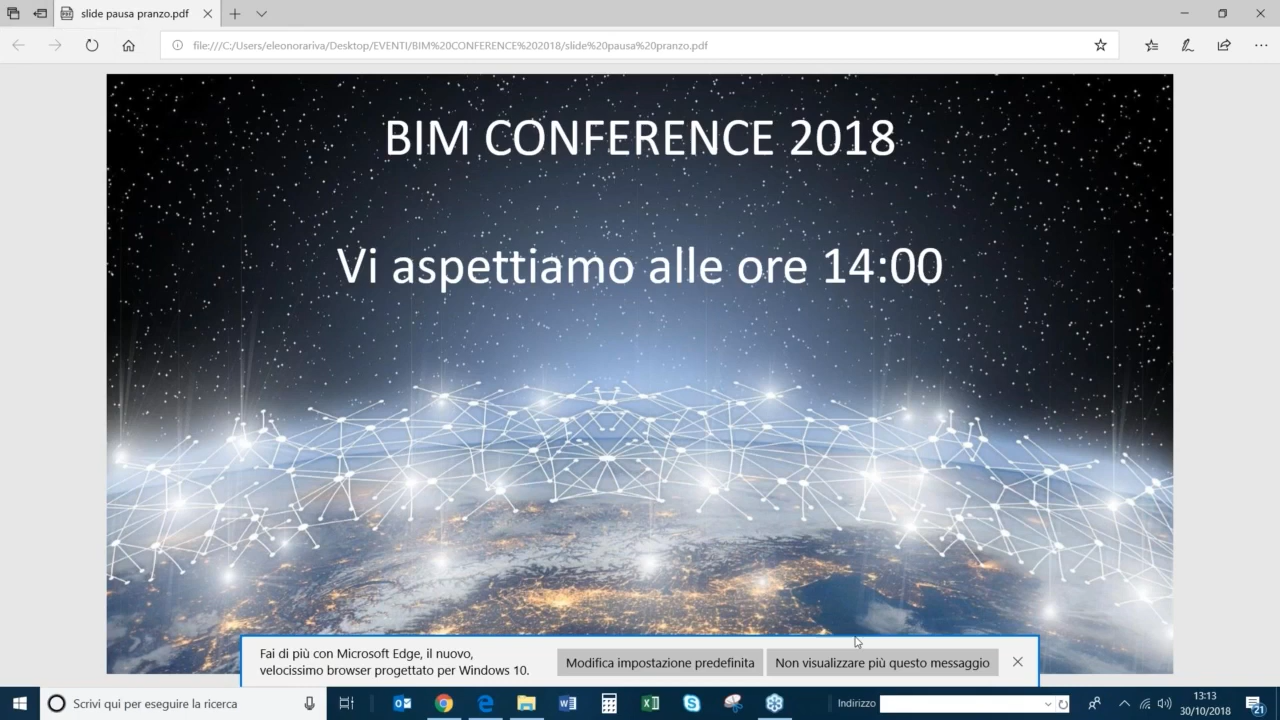 slide pausa pranzo.pdf
file:///C:/Users/eleonorariva/Desktop/EVENTI/BIM%20CONFERENCE%202018/slide%20pausa%20pranzo.pdf
BIM CONFERENCE 2018
Vi aspettiamo alle ore 14:00
Fai di più con Microsoft Edge, il nuovo,
velocissimo browser progettato per Windows 10.
Modifica impostazione predefinita
Non visualizzare più questo messaggio
Scrivi qui per eseguire la ricerca
Indirizzo
13:13
30/10/2018
21